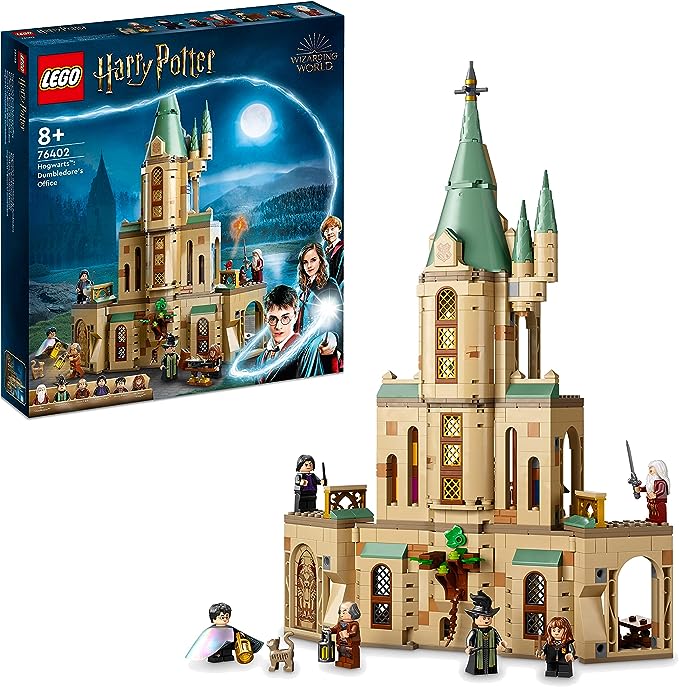 LEGO
Harry Potter
WIZARDING
WORLD
8+
76402
Hogwarts™:
Dumbledore's
Office